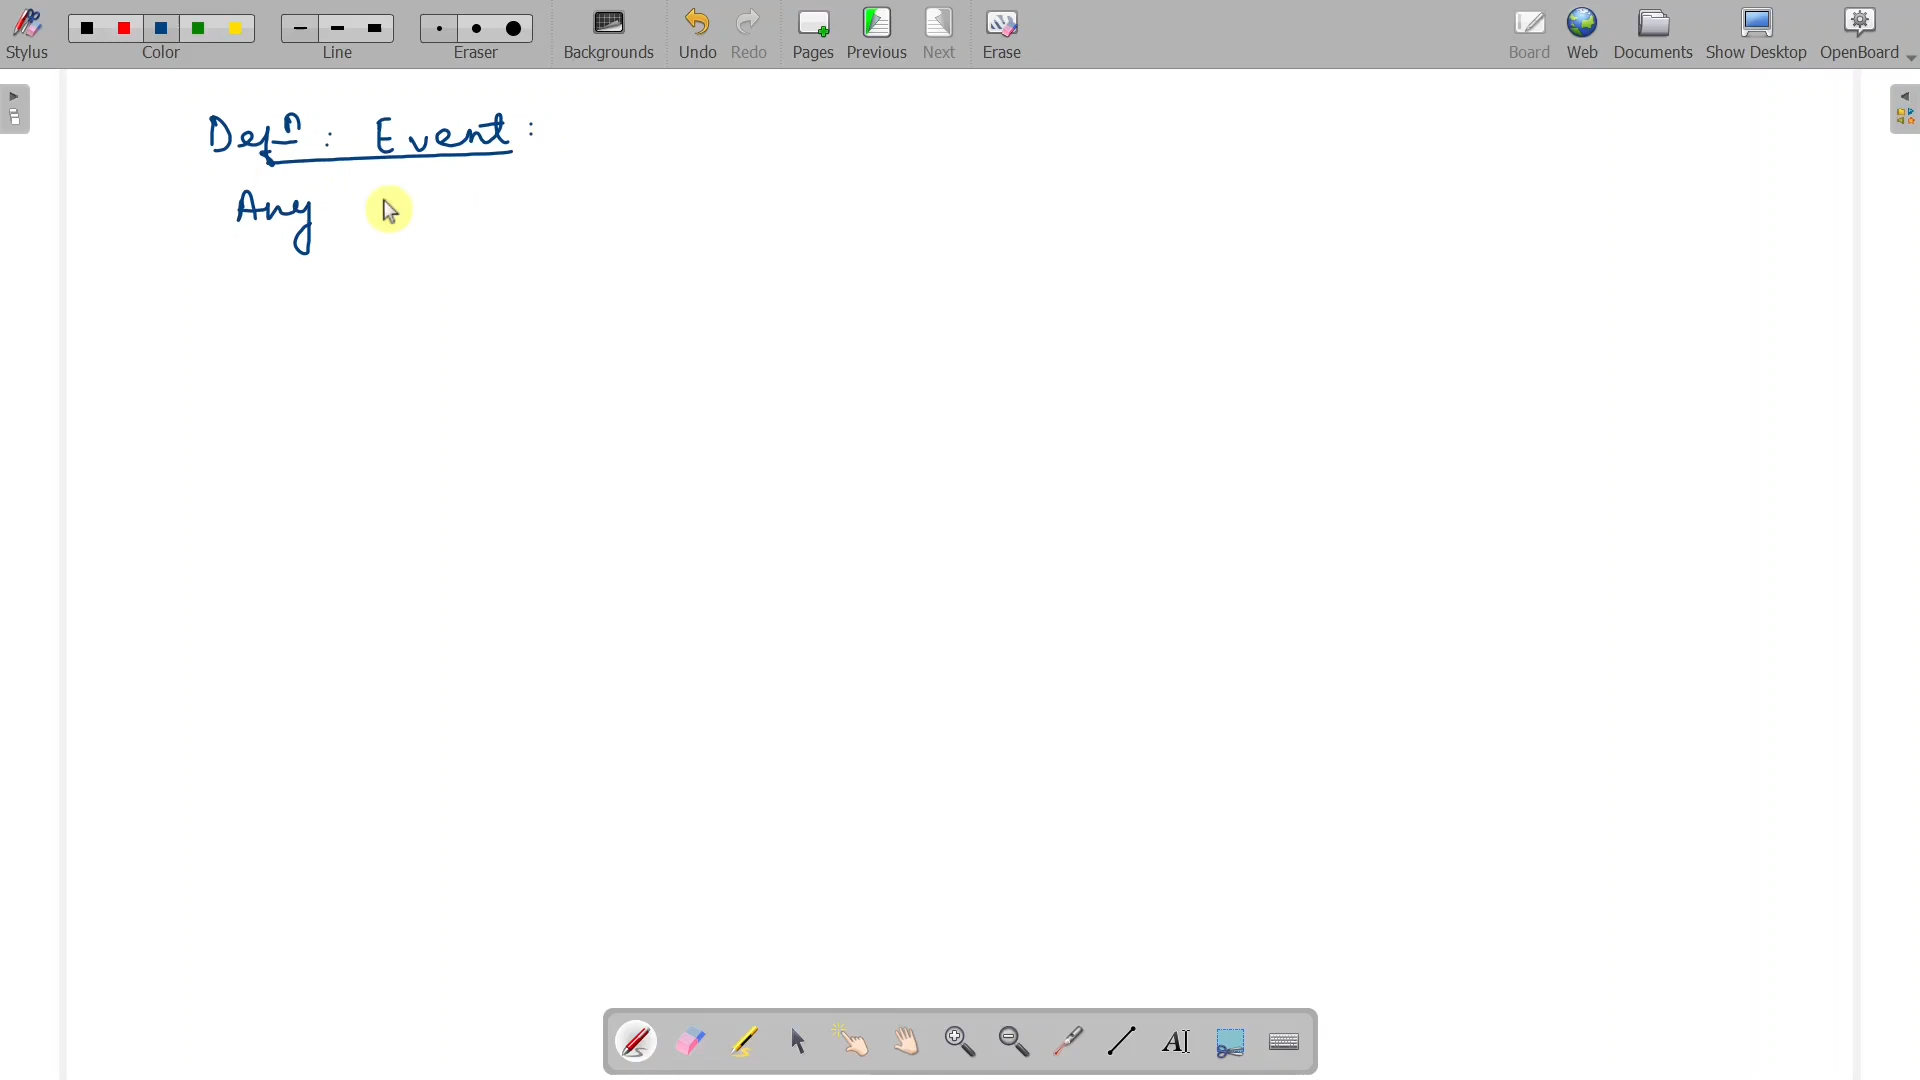 Stylus Color Line Eraser Backgrounds Undo Redo Pages Previous Next Erase Board Web Documents Show Desktop OpenBoard
Defⁿ : Event :
Any